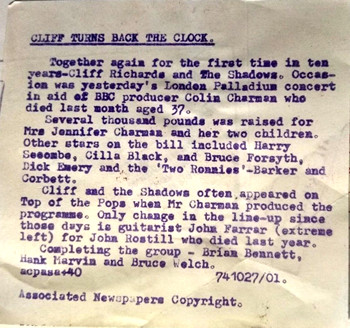 CLIFF TURNS BACK THE CLOCK.
Together again for the first time in ten
years-Cliff Richards and The Shadows. Occas-
ion was yesterday's London Palladium concert
in aid of BBC producer Colin Charman who
died last month aged 37.
Several thousand pounds was raised for
Mrs Jennifer Charman and her two children.
Other stars on the bill included Harry
Seecombe, Cilla Black, and Bruce Forsyth,
Dick Emery and the 'Two Ronnies'-Barker and
Corbett
Cliff and the Shadows often appeared on
Top of the Pops when Mr Charman produced the
programme. Only change in the line-up since
those days is guitarist John Farrar (extreme
left) for John Rostill who died last year.
Completing the group - Brian Bennett,
Hank Marvin and Bruce Welch.
acpasa+40 741027/01.
Associated Newspapers Copyright.